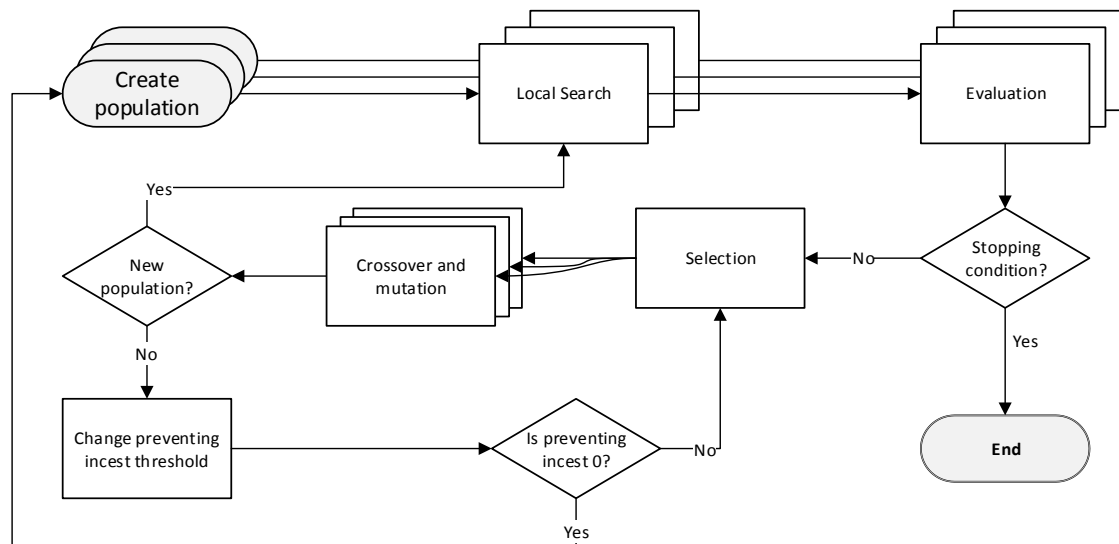 Create
population
Local Search
Evaluation
Yes
New
population?
Crossover and
mutation
Selection
No
Stopping
condition?
No
Yes
Change preventing
incest threshold
Is preventing
incest 0?
No
End
Yes